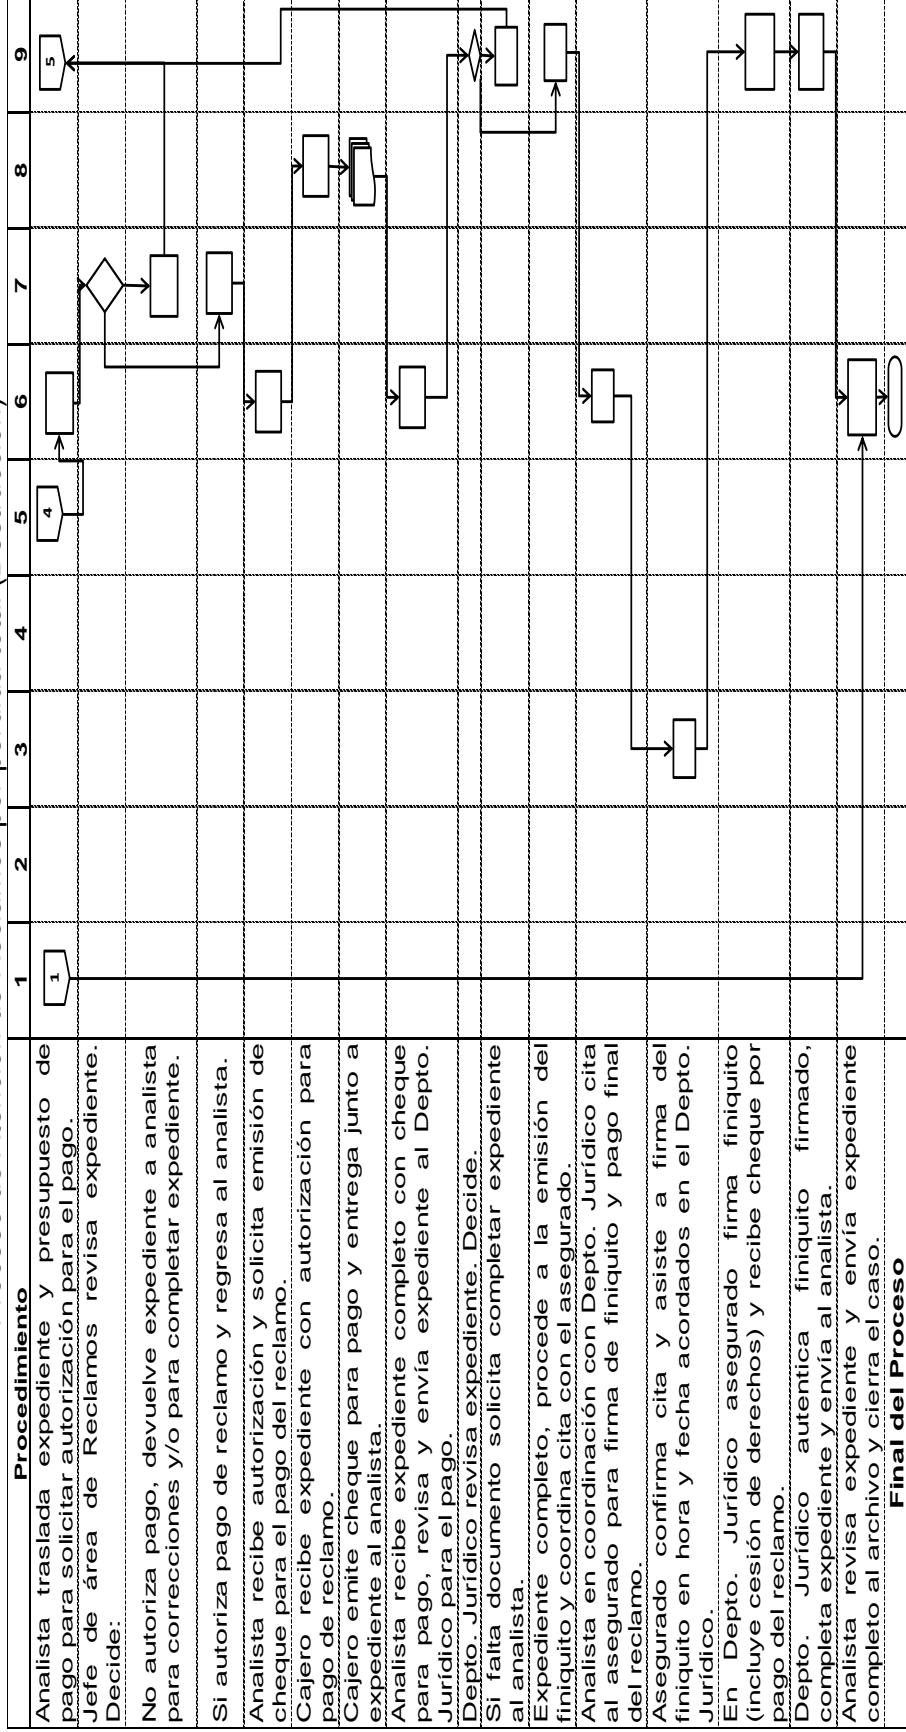 Procedimiento
1
2
3
4
5
6
7
8
9
Analista traslada expediente y presupuesto de
pago para solicitar autorización para el pago.
Jefe de área de Reclamos revisa expediente.
Decide:
No autoriza pago, devuelve expediente a analista
para correcciones y/o para completar expediente.
Si autoriza pago de reclamo y regresa al analista.
Analista recibe autorización y solicita emisión de
cheque para el pago del reclamo.
Cajero recibe expediente con autorización para
pago de reclamo.
Cajero emite cheque para pago y entrega junto a
expediente al analista.
Analista recibe expediente completo con cheque
para pago, revisa y envía expediente al Depto.
Jurídico para el pago.
Depto. Jurídico revisa expediente. Decide.
Si falta documento solicita completar expediente
al analista.
Expediente completo, procede a la emisión del
finiquito y coordina cita con el asegurado.
Analista en coordinación con Depto. Jurídico cita
al asegurado para firma de finiquito y pago final
del reclamo.
Asegurado confirma cita y asiste a firma del
finiquito en hora y fecha acordados en el Depto.
Jurídico.
En Depto. Jurídico asegurado firma finiquito
(incluye cesión de derechos) y recibe cheque por
pago del reclamo.
Depto. Jurídico autentica finiquito firmado,
completa expediente y envía al analista.
Analista revisa expediente y envía expediente
completo al archivo y cierra el caso.
Final del Proceso
1
4
5